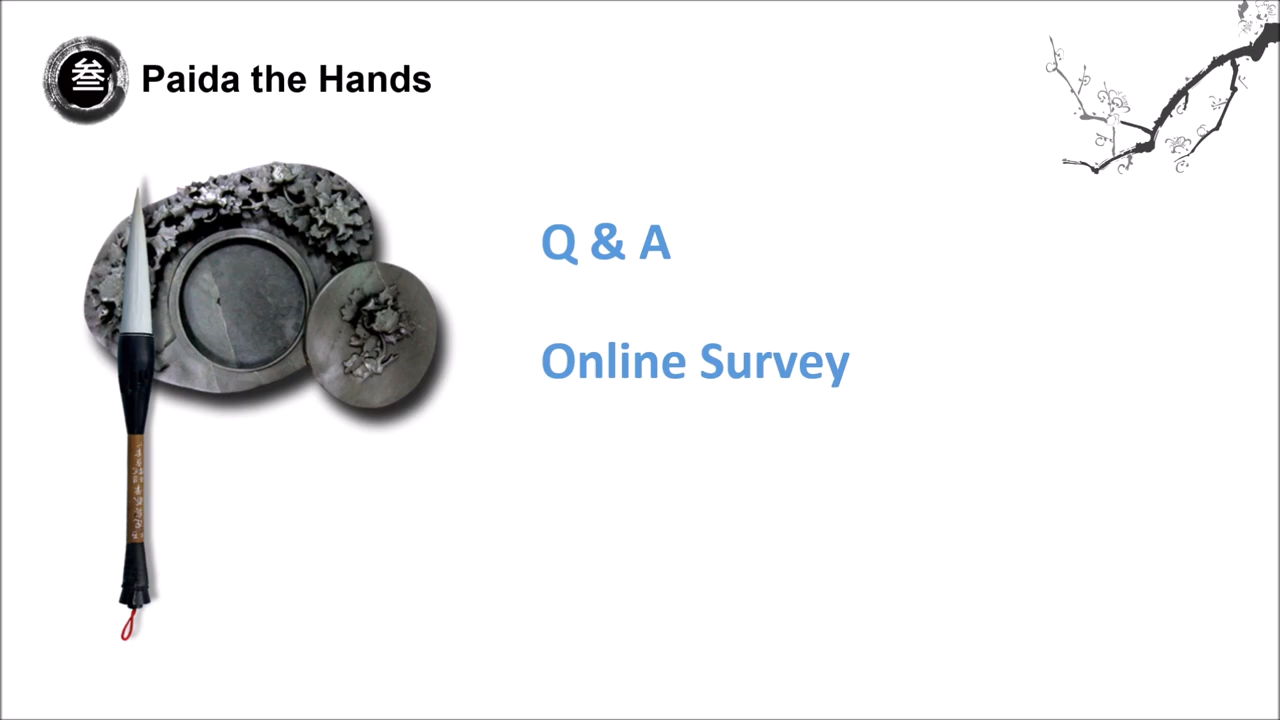 叁 Paida the Hands
Q & A
Online Survey